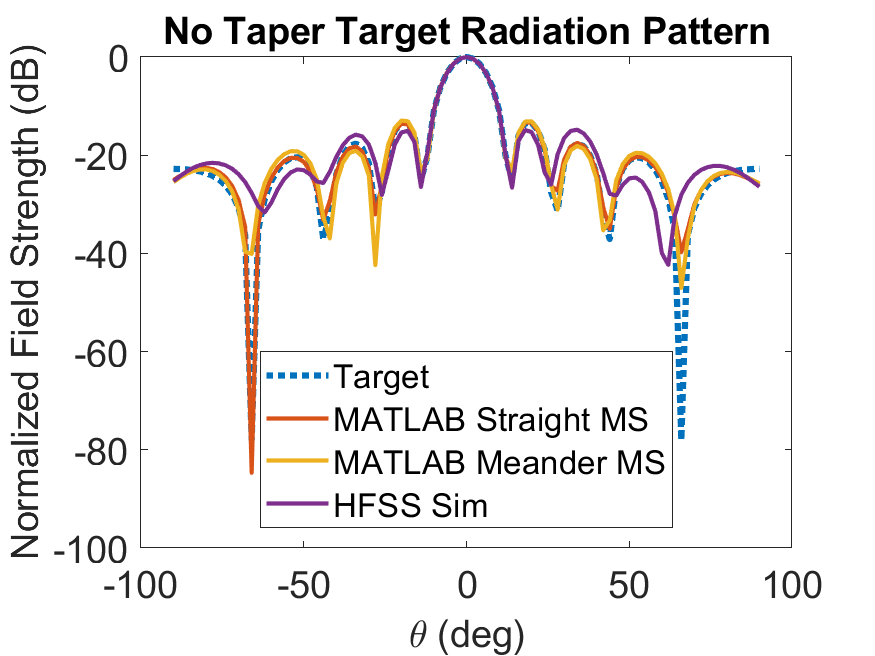 No Taper Target Radiation Pattern
Normalized Field Strength (dB)
-0
-20
-40
-60
-80
-100
-100
-50
0
50
100
θ (deg)
Target
MATLAB Straight MS
MATLAB Meander MS
HFSS Sim